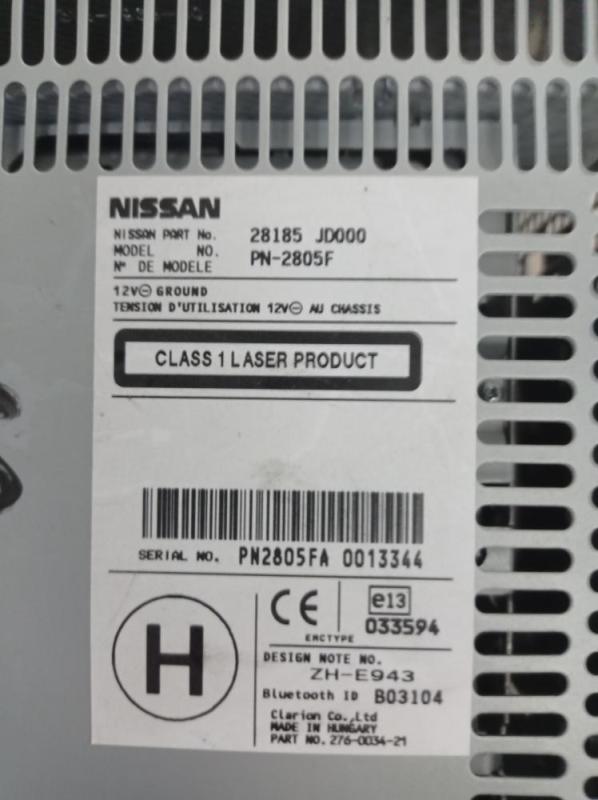 NISSAN
NISSAN PART No. 28185 JD000
MODEL NO. PN-2805F
N° DE MODELE
12V⊖ GROUND
TENSION D'UTILISATION 12V⊖ AU CHASSIS
CLASS 1 LASER PRODUCT
SERIAL NO. PN2805FA 0013344
H
CE e13
033594
ERCTYPE
DESIGN NOTE NO.
ZH-E943
Bluetooth ID B03104
Clarion Co.,Ltd
MADE IN HUNGARY
PART NO. 276-0034-21